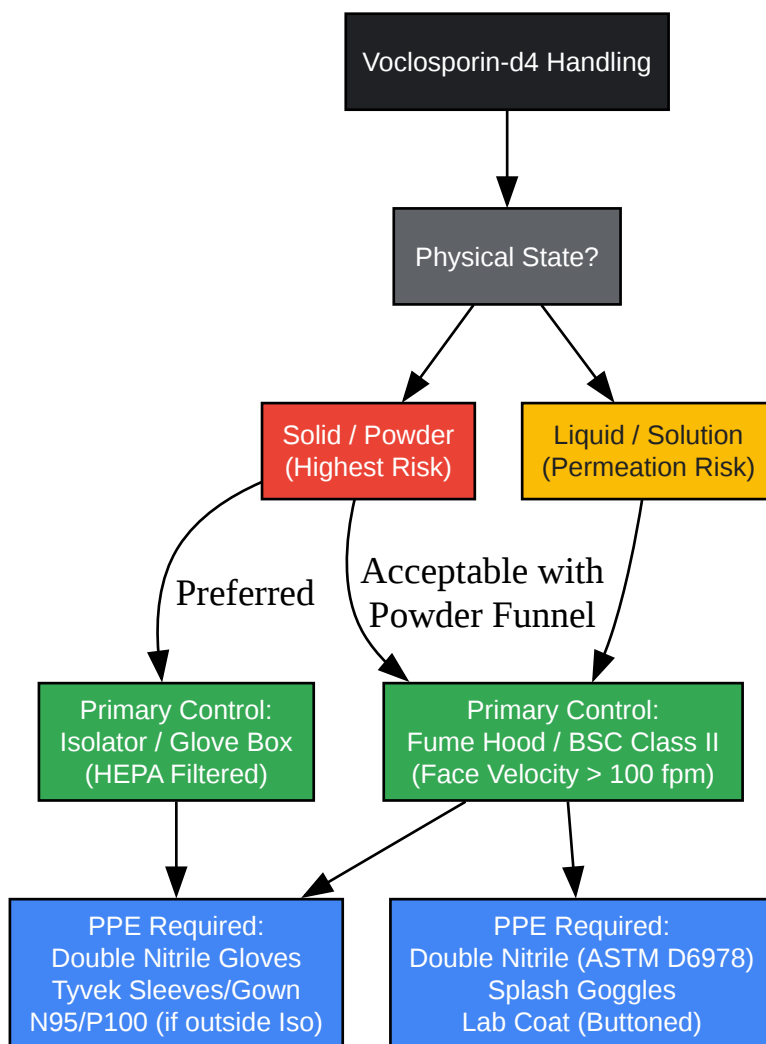 Voclosporin-d4 Handling
Physical State?
Solid / Powder
(Highest Risk)
Liquid / Solution
(Permeation Risk)
Preferred
Acceptable with
Powder Funnel
Primary Control:
Isolator / Glove Box
(HEPA Filtered)
Primary Control:
Fume Hood / BSC Class II
(Face Velocity > 100 fpm)
PPE Required:
Double Nitrile Gloves
Tyvek Sleeves/Gown
N95/P100 (if outside Iso)
PPE Required:
Double Nitrile (ASTM D6978)
Splash Goggles
Lab Coat (Buttoned)